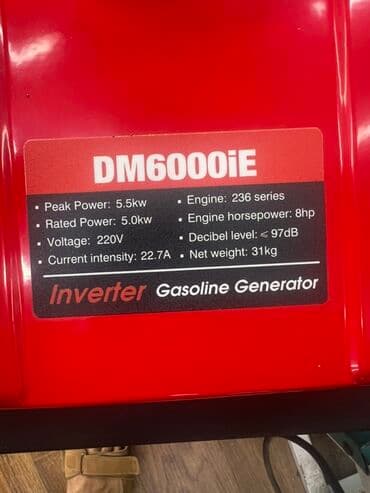 DM6000iE
• Peak Power: 5.5kw
• Rated Power: 5.0kw
• Voltage: 220V
• Current intensity: 22.7A
• Engine: 236 series
• Engine horsepower: 8hp
• Decibel level: ≤ 97dB
• Net weight: 31kg
Inverter Gasoline Generator